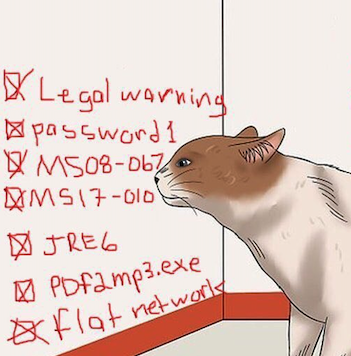 Legal warning
password1
MS08-067
MS17-010
JRE6
PDF2mp3.exe
flat network